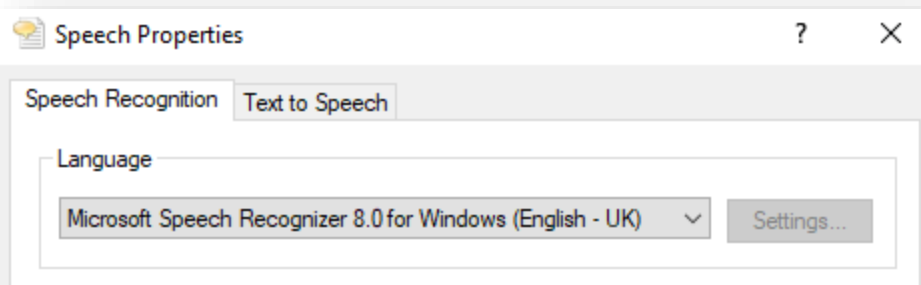 Speech Properties ? ×
Speech Recognition Text to Speech
Language
Microsoft Speech Recognizer 8.0 for Windows (English - UK) Settings...